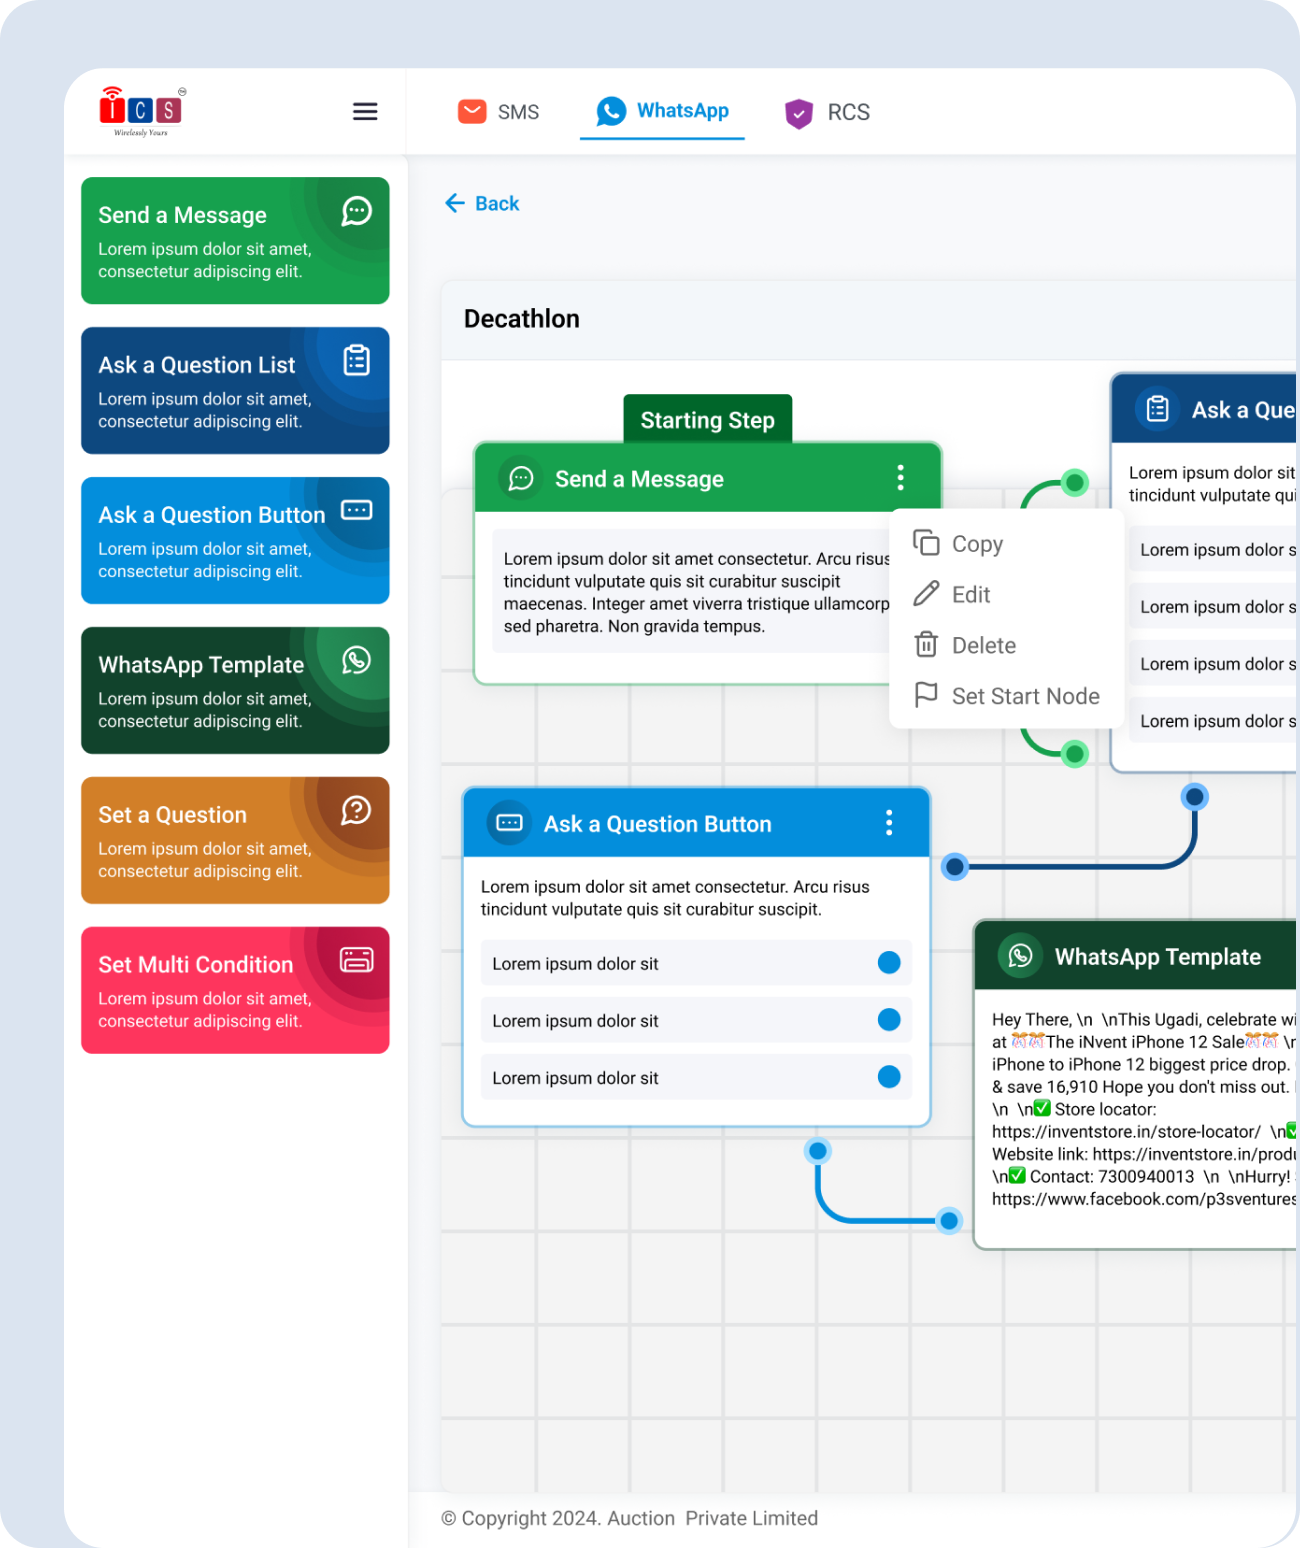 iCS
TM
Wirelessly Yours
SMS
WhatsApp
RCS
Send a Message
Lorem ipsum dolor sit amet,
consectetur adipiscing elit.
Ask a Question List
Lorem ipsum dolor sit amet,
consectetur adipiscing elit.
Ask a Question Button
Lorem ipsum dolor sit amet,
consectetur adipiscing elit.
WhatsApp Template
Lorem ipsum dolor sit amet,
consectetur adipiscing elit.
Set a Question
Lorem ipsum dolor sit amet,
consectetur adipiscing elit.
Set Multi Condition
Lorem ipsum dolor sit amet,
consectetur adipiscing elit.
Back
Decathlon
Starting Step
Send a Message
Lorem ipsum dolor sit amet consectetur. Arcu risus
tincidunt vulputate quis sit curabitur suscipit
maecenas. Integer amet viverra tristique ullamcorp
sed pharetra. Non gravida tempus.
Copy
Edit
Delete
Set Start Node
Ask a Que
Lorem ipsum dolor sit
tincidunt vulputate qui
Lorem ipsum dolor s
Lorem ipsum dolor s
Lorem ipsum dolor s
Lorem ipsum dolor s
Ask a Question Button
Lorem ipsum dolor sit amet consectetur. Arcu risus
tincidunt vulputate quis sit curabitur suscipit.
Lorem ipsum dolor sit
Lorem ipsum dolor sit
Lorem ipsum dolor sit
WhatsApp Template
Hey There, \n \nThis Ugadi, celebrate wi
at 🎊🎊The iNvent iPhone 12 Sale🎊🎊 \n
iPhone to iPhone 12 biggest price drop.
& save 16,910 Hope you don't miss out.
\n \n✅ Store locator:
https://inventstore.in/store-locator/ \n✅
Website link: https://inventstore.in/produ
\n✅ Contact: 7300940013 \n \nHurry!
https://www.facebook.com/p3sventures
© Copyright 2024. Auction Private Limited